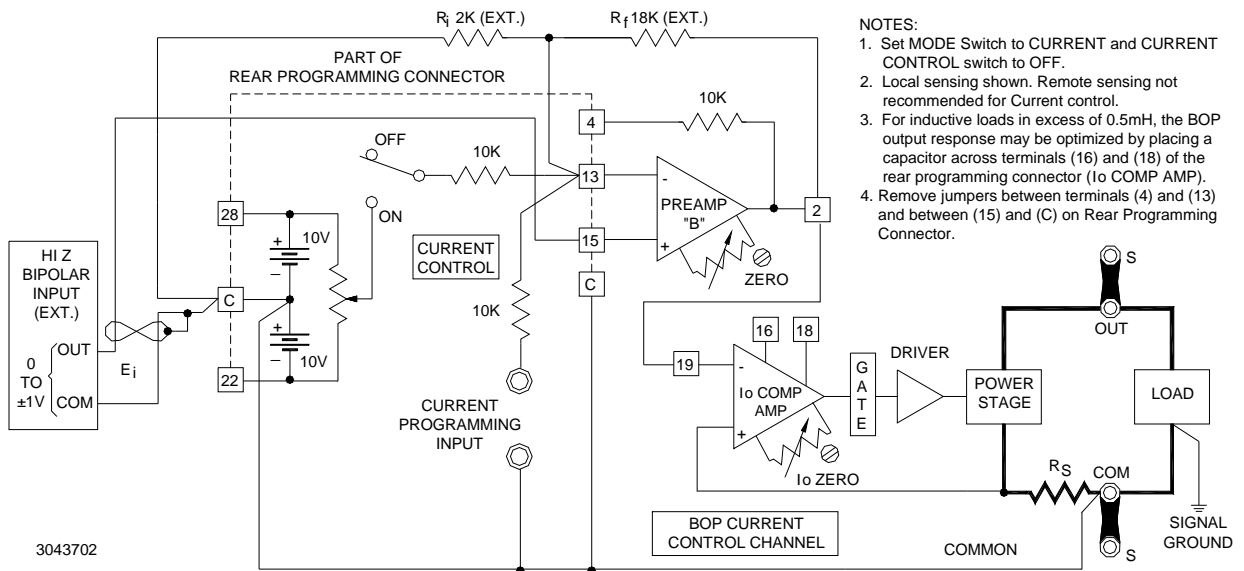 Ri 2K (EXT.)
Rf 18K (EXT.)
PART OF
REAR PROGRAMMING CONNECTOR
NOTES:
1. Set MODE Switch to CURRENT and CURRENT
CONTROL switch to OFF.
2. Local sensing shown. Remote sensing not
recommended for Current control.
3. For inductive loads in excess of 0.5mH, the BOP
output response may be optimized by placing a
capacitor across terminals (16) and (18) of the
rear programming connector (Io COMP AMP).
4. Remove jumpers between terminals (4) and (13)
and between (15) and (C) on Rear Programming
Connector.
4
10K
OFF
10K
13
-
PREAMP
"B"
2
ON
15
+
ZERO
28
+
10V
–
CURRENT
CONTROL
C
HI Z
BIPOLAR
INPUT
(EXT.)
OUT
0
TO
±1V
COM
Ei
C
+
10V
–
22
10K
CURRENT
PROGRAMMING
INPUT
19
-
16
18
Io COMP
AMP
+
Io ZERO
GATE
DRIVER
POWER
STAGE
S
OUT
LOAD
RS
COM
S
SIGNAL
GROUND
BOP CURRENT
CONTROL CHANNEL
COMMON
3043702